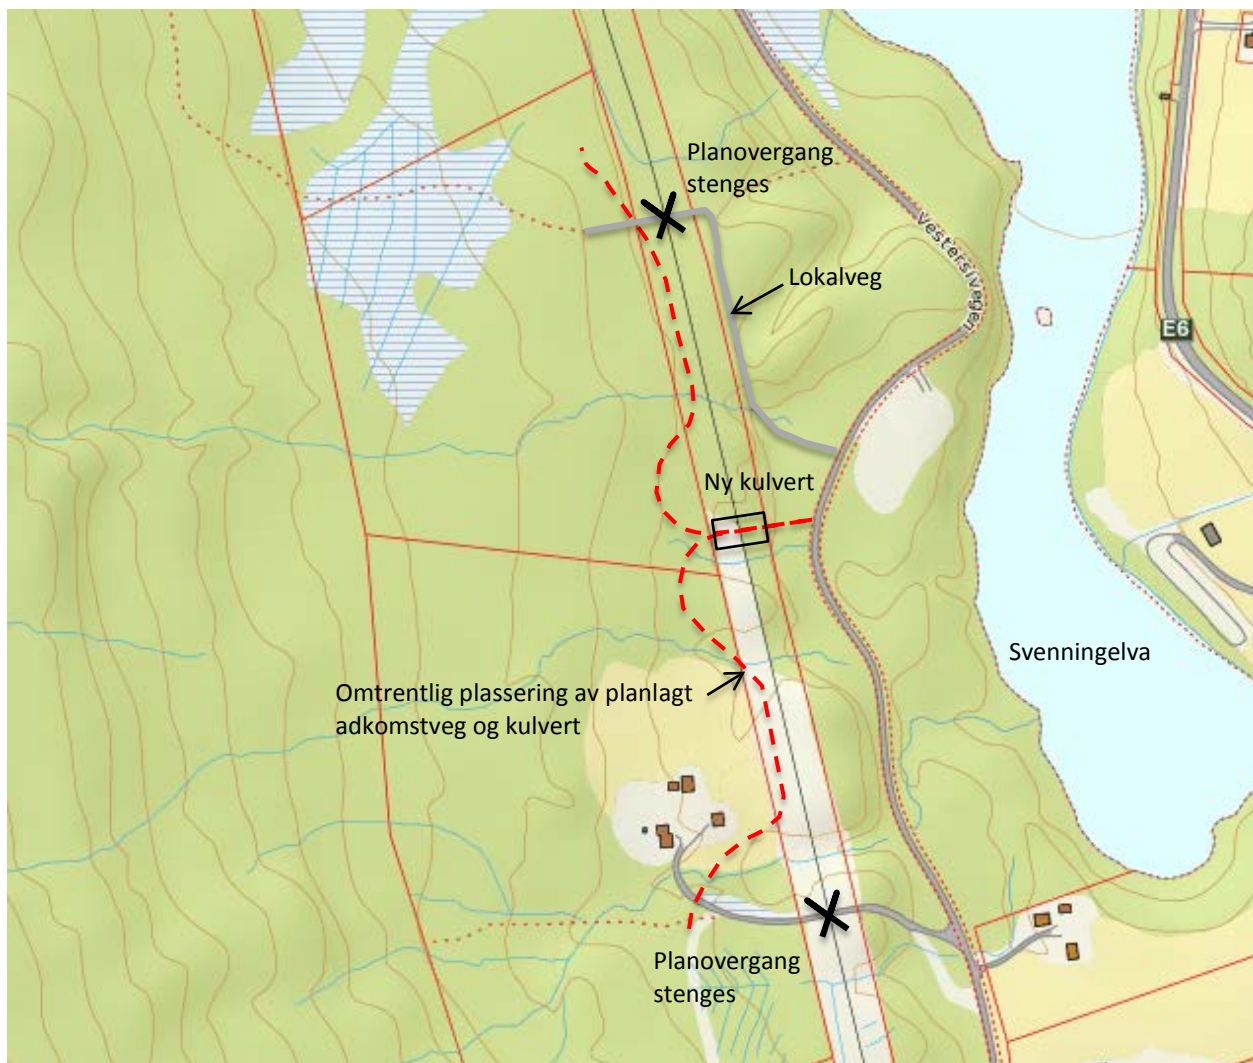 Planovergang
stenges
Vestersivegen
Lokalveg
E6
Ny kulvert
Svenningelva
Omtrentlig plassering av planlagt
adkomstveg og kulvert
Planovergang
stenges